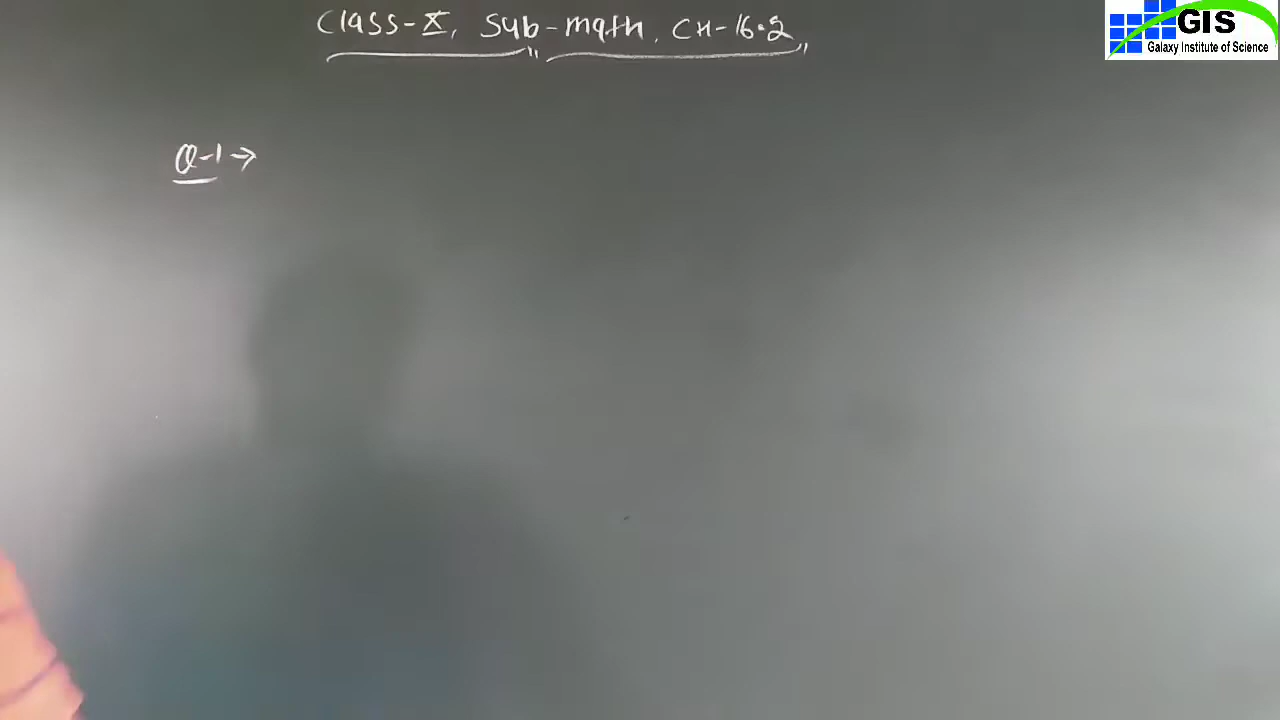 Class-X, Sub-math, CH-16.2
GIS
Galaxy Institute of Science
Q-1→